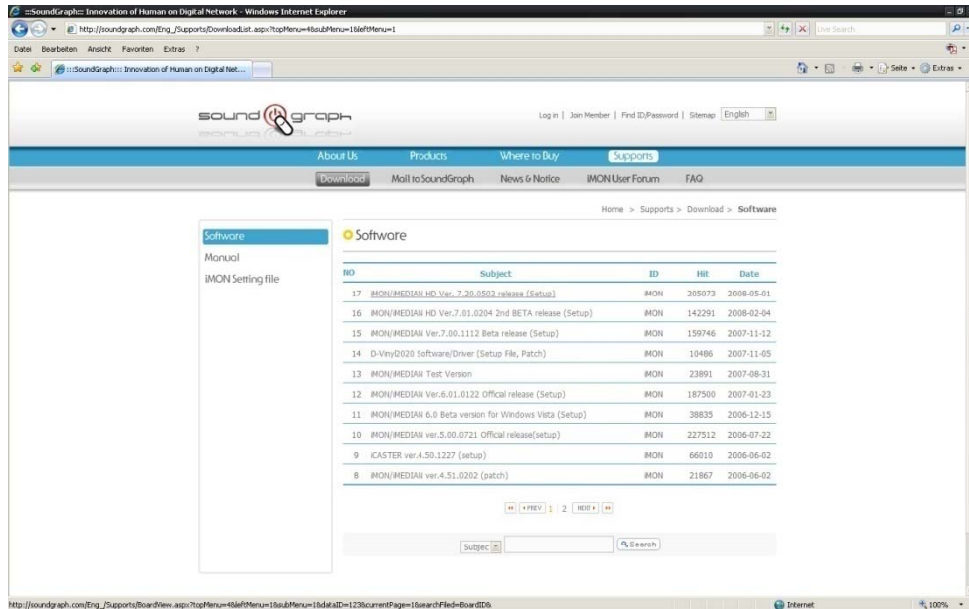 :::SoundGraph::: Innovation of Human on Digital Network - Windows Internet Explorer
http://soundgraph.com/Eng_/Supports/DownloadList.aspx?topMenu=4&subMenu=1&leftMenu=1
Live Search
Datei Bearbeiten Ansicht Favoriten Extras ?
:::SoundGraph::: Innovation of Human on Digital Net...
Seite Extras
sound graph
Log in | Join Member | Find ID/Password | Sitemap English
About Us Products Where to Buy Supports
Download Mail to SoundGraph News & Notice iMON User Forum FAQ
Home > Supports > Download > Software
Software
Manual
iMON Setting file
Software
NO Subject ID Hit Date
17 iMON/iMEDIAN HD Ver. 7.20.0502 release (Setup) iMON 205073 2008-05-01
16 iMON/iMEDIAN HD Ver.7.01.0204 2nd BETA release (Setup) iMON 142291 2008-02-04
15 iMON/iMEDIAN Ver.7.00.1112 Beta release (Setup) iMON 159746 2007-11-12
14 D-Vinyl2020 Software/Driver (Setup File, Patch) iMON 10486 2007-11-05
13 iMON/iMEDIAN Test Version iMON 23891 2007-08-31
12 iMON/iMEDIAN Ver.6.01.0122 Official release (Setup) iMON 187500 2007-01-23
11 iMON/iMEDIAN 6.0 Beta version for Windows Vista (Setup) iMON 38835 2006-12-15
10 iMON/iMEDIAN ver.5.00.0721 Official release(setup) iMON 227512 2006-07-22
9 iCASTER ver.4.50.1227 (setup) iMON 66010 2006-06-02
8 iMON/iMEDIAN ver.4.51.0202 (patch) iMON 21867 2006-06-02
PREV 1 2 NEXT
Subjec Search
http://soundgraph.com/Eng_/Supports/BoardView.aspx?topMenu=4&leftMenu=1&subMenu=1&dataID=123&currentPage=1&searchFiled=BoardID&
Internet 100%